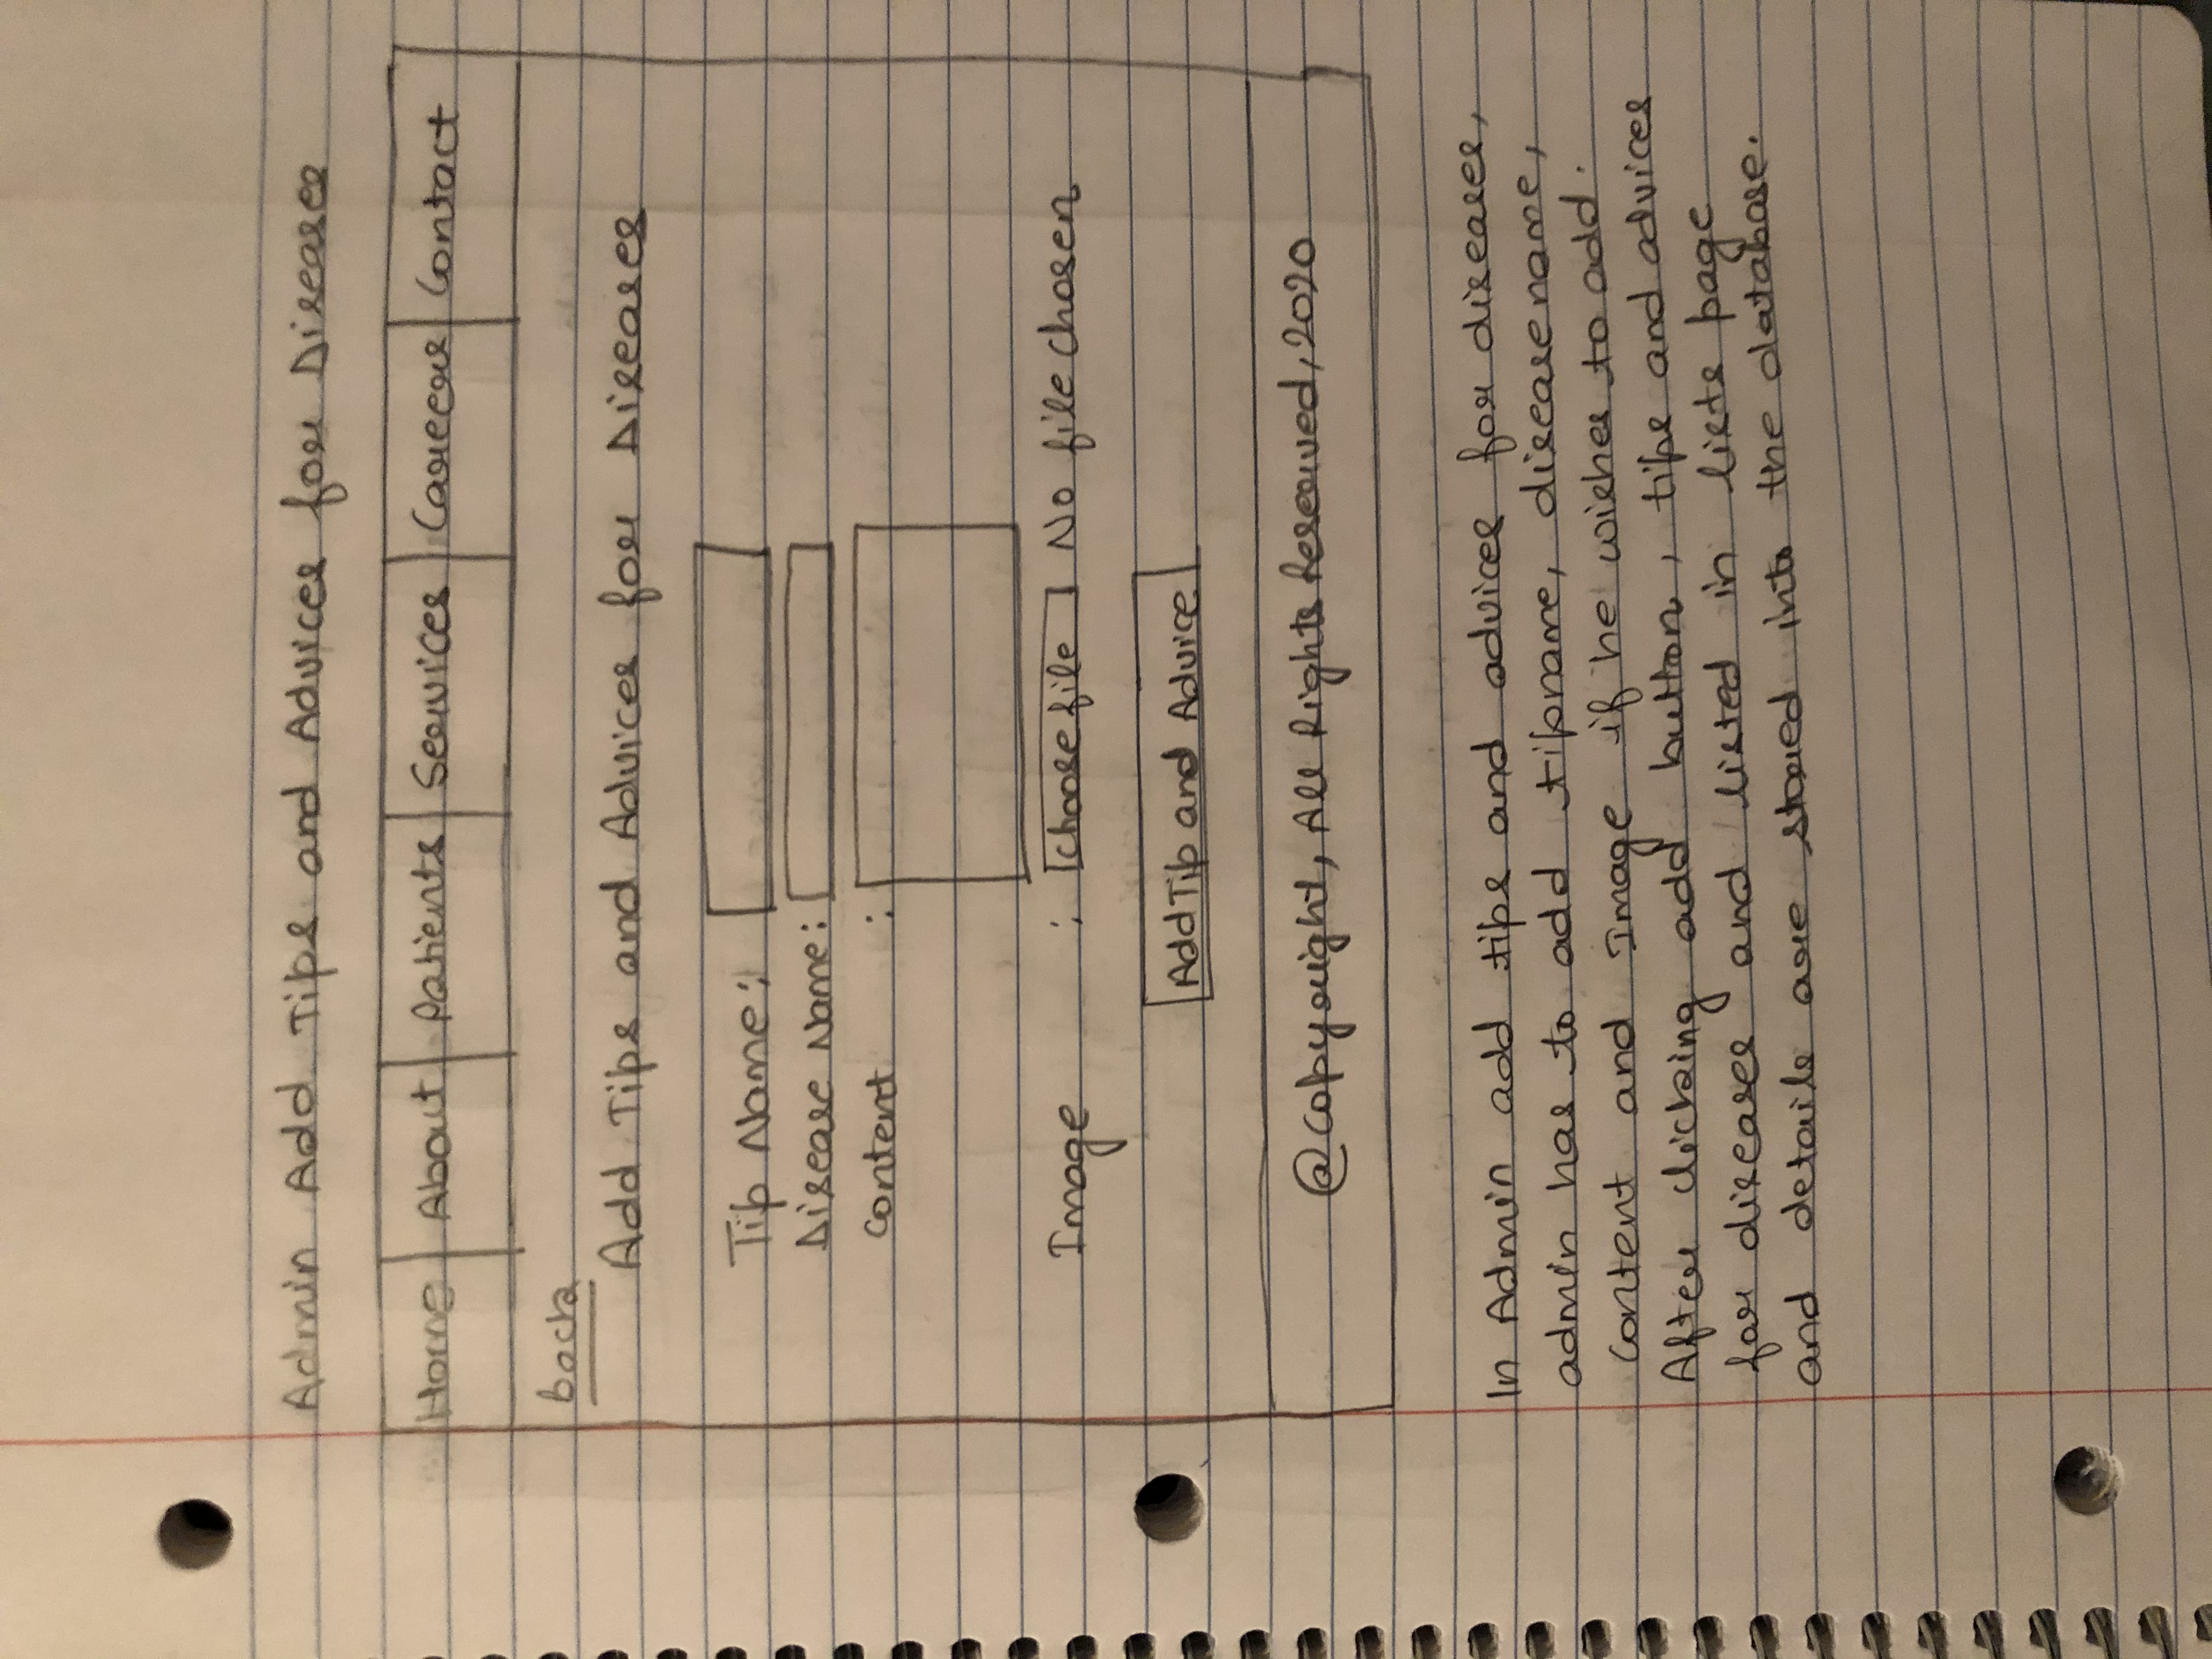 Admin Add Tips and Advices for Diseases
Home About Patients Services Careers Contact
back
Add Tips and Advices for Diseases
Tip Name:
Disease Name:
Content :
Image : Choose file No file chosen
Add Tip and Advice
@copyright, All Rights Reserved, 2020
In Admin add tips and advices for diseases,
admin has to add tipname, diseasename,
Content and Image if he wishes to add.
After clicking add button, tips and advices
for diseases and listed in lists page
and details are stored into the database.